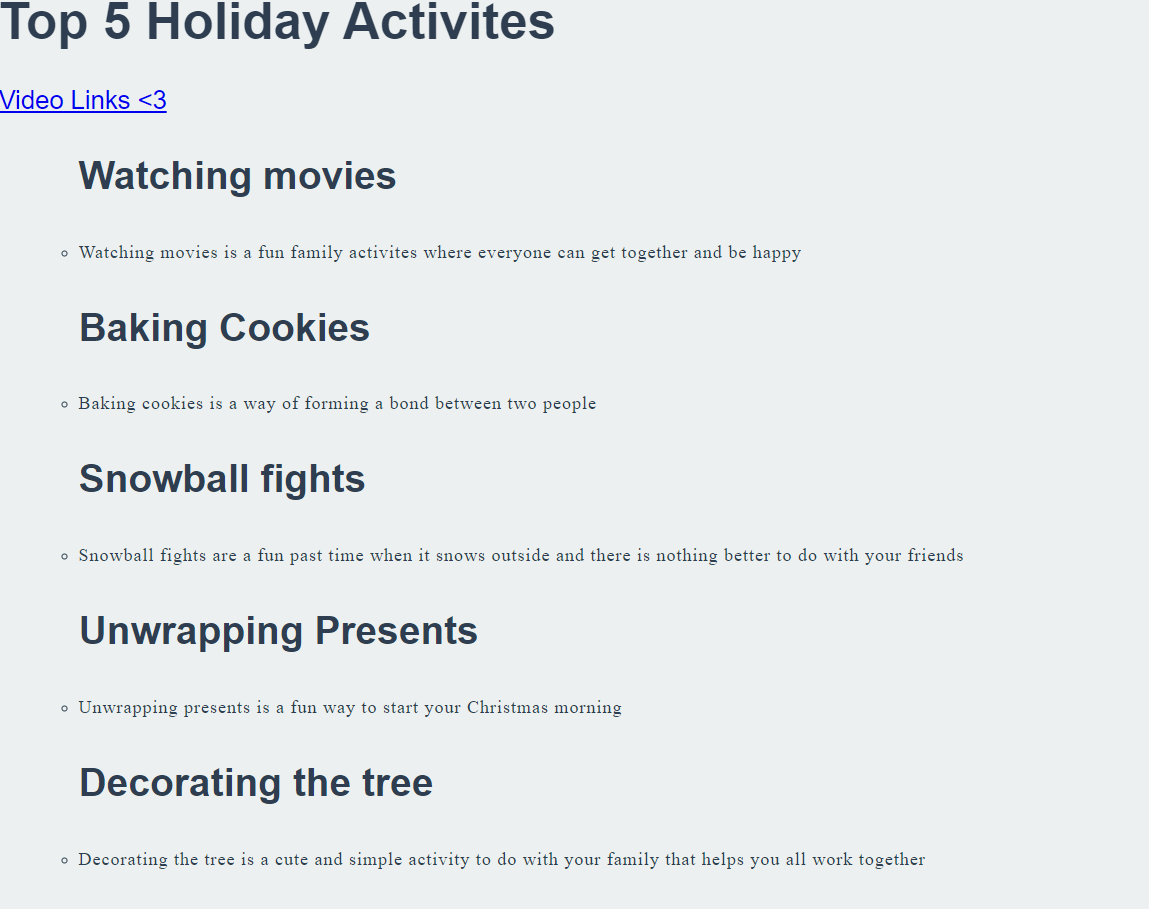 Top 5 Holiday Activites
Video Links <3
Watching movies
Watching movies is a fun family activites where everyone can get together and be happy
Baking Cookies
Baking cookies is a way of forming a bond between two people
Snowball fights
Snowball fights are a fun past time when it snows outside and there is nothing better to do with your friends
Unwrapping Presents
Unwrapping presents is a fun way to start your Christmas morning
Decorating the tree
Decorating the tree is a cute and simple activity to do with your family that helps you all work together